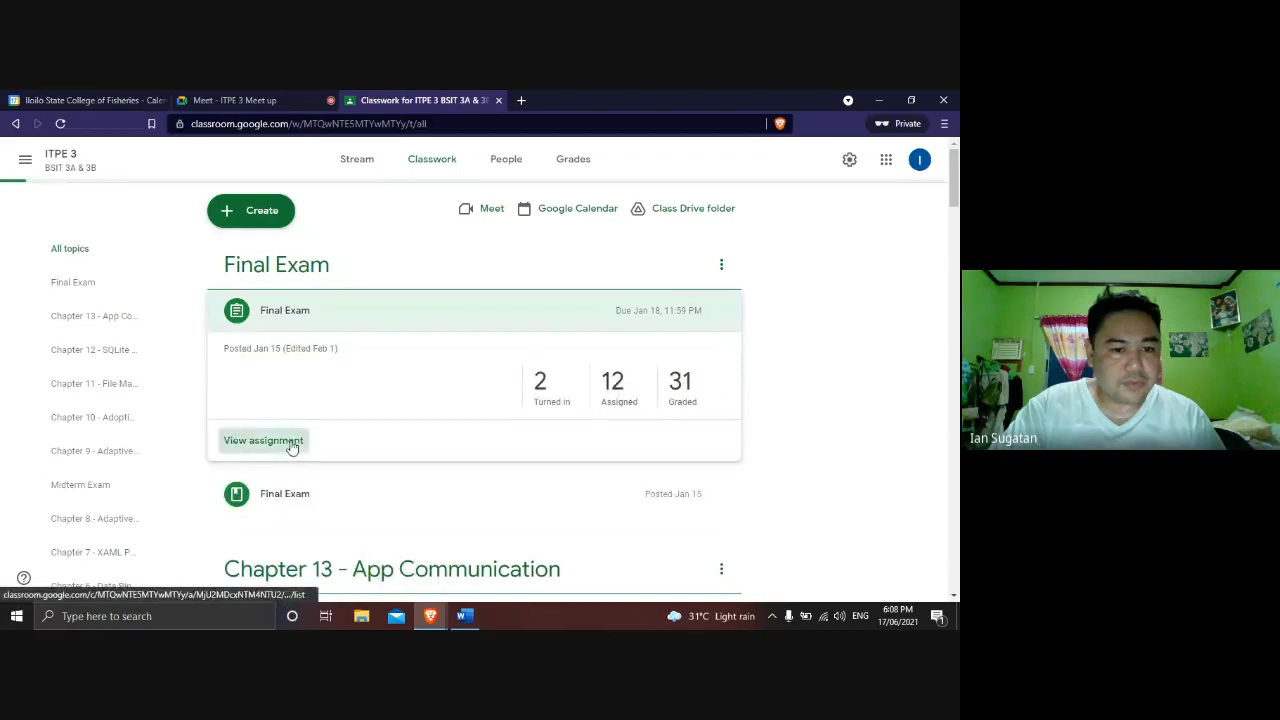 Iloilo State College of Fisheries - Calen
Meet - ITPE 3 Meet up
Classwork for ITPE 3 BSIT 3A & 3B
classroom.google.com/w/MTQwNTE5MTYwMTYy/t/all
Private
ITPE 3
BSIT 3A & 3B
Stream
Classwork
People
Grades
I
Create
Meet
Google Calendar
Class Drive folder
All topics
Final Exam
Chapter 13 - App Co...
Chapter 12 - SQLite ...
Chapter 11 - File Ma...
Chapter 10 - Adopti...
Chapter 9 - Adaptive...
Midterm Exam
Chapter 8 - Adaptive...
Chapter 7 - XAML P...
Final Exam
Final Exam
Due Jan 18, 11:59 PM
Posted Jan 15 (Edited Feb 1)
2
Turned in
12
Assigned
31
Graded
View assignment
Final Exam
Posted Jan 15
Chapter 13 - App Communication
Type here to search
31°C Light rain
ENG
6:08 PM
17/06/2021
1
Ian Sugatan